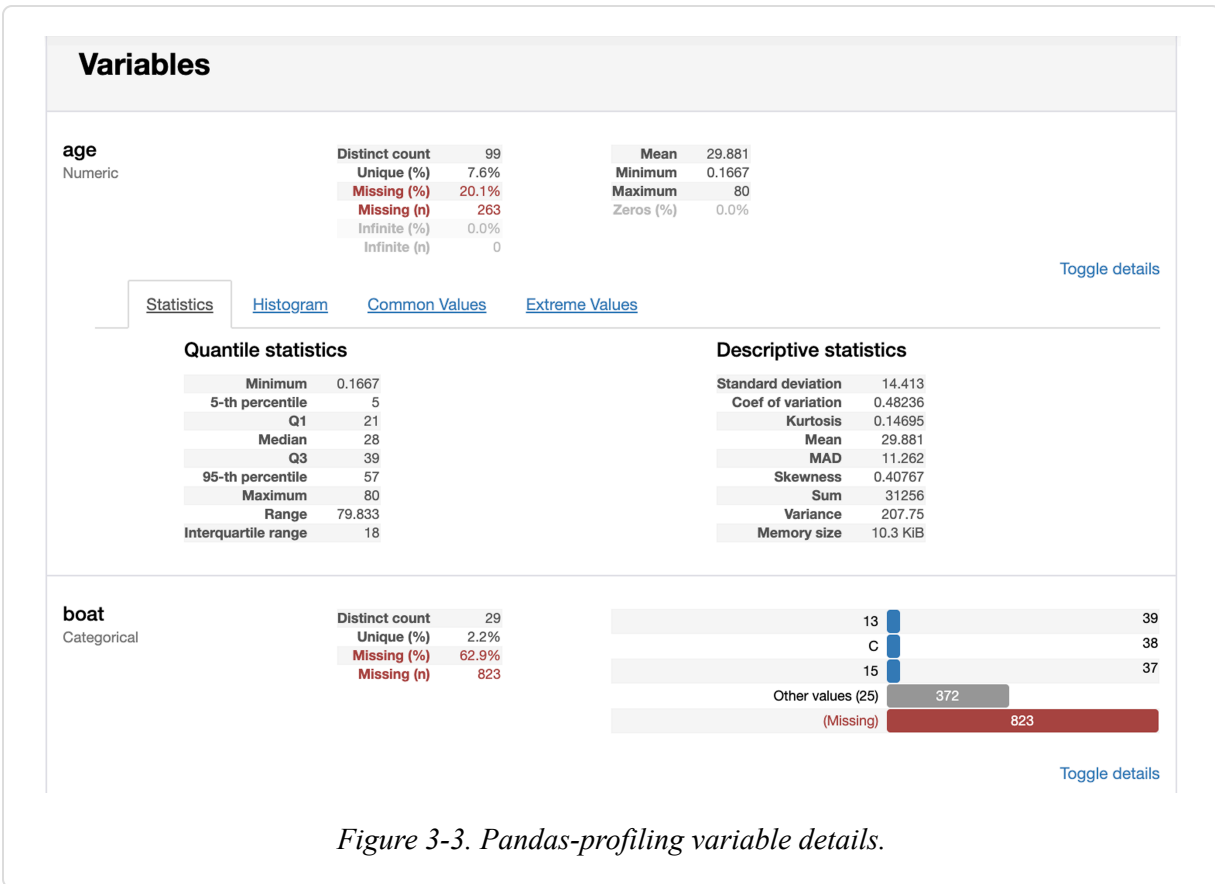 Variables
age
Numeric
Distinct count 99
Unique (%) 7.6%
Missing (%) 20.1%
Missing (n) 263
Infinite (%) 0.0%
Infinite (n) 0
Mean 29.881
Minimum 0.1667
Maximum 80
Zeros (%) 0.0%
Toggle details
Statistics Histogram Common Values Extreme Values
Quantile statistics
Minimum 0.1667
5-th percentile 5
Q1 21
Median 28
Q3 39
95-th percentile 57
Maximum 80
Range 79.833
Interquartile range 18
Descriptive statistics
Standard deviation 14.413
Coef of variation 0.48236
Kurtosis 0.14695
Mean 29.881
MAD 11.262
Skewness 0.40767
Sum 31256
Variance 207.75
Memory size 10.3 KiB
boat
Categorical
Distinct count 29
Unique (%) 2.2%
Missing (%) 62.9%
Missing (n) 823
13 39
C 38
15 37
Other values (25) 372
(Missing) 823
Toggle details
Figure 3-3. Pandas-profiling variable details.